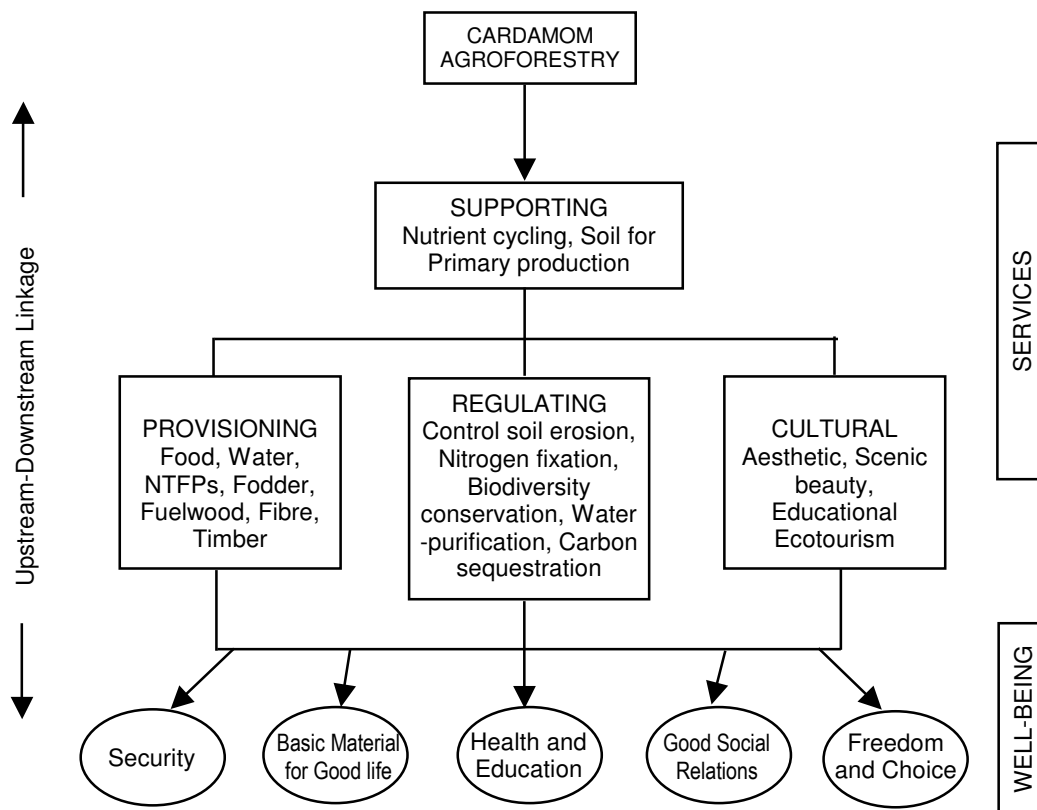 CARDAMOM
AGROFORESTRY
Upstream-Downstream Linkage
SERVICES
SUPPORTING
Nutrient cycling, Soil for
Primary production
PROVISIONING
Food, Water,
NTFPs, Fodder,
Fuelwood, Fibre,
Timber
REGULATING
Control soil erosion,
Nitrogen fixation,
Biodiversity
conservation, Water
-purification, Carbon
sequestration
CULTURAL
Aesthetic, Scenic
beauty,
Educational
Ecotourism
WELL-BEING
Security
Basic Material
for Good life
Health and
Education
Good Social
Relations
Freedom
and Choice